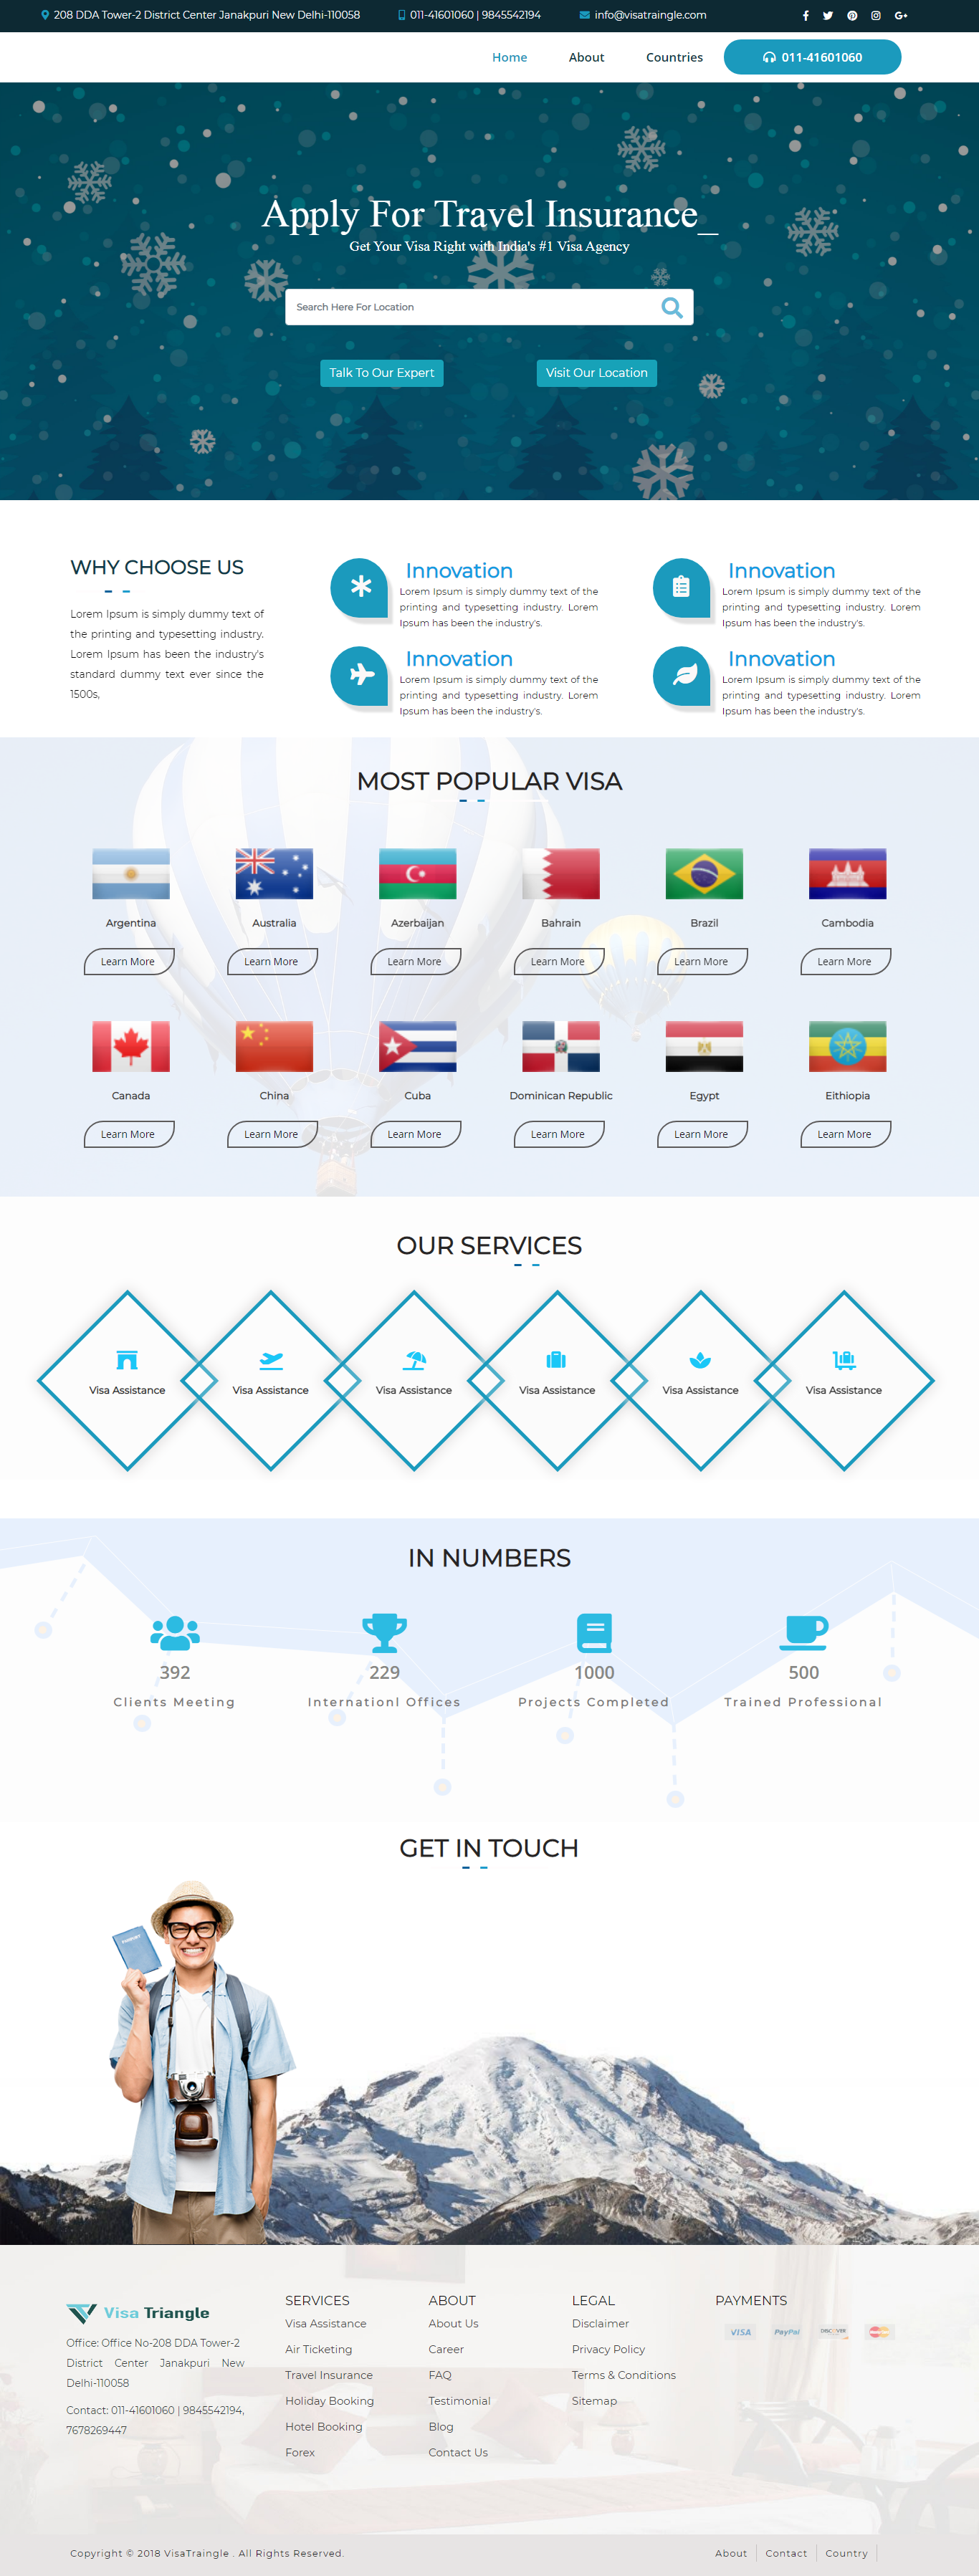 208 DDA Tower-2 District Center Janakpuri New Delhi-110058 011-41601060 | 9845542194 info@visatraingle.com
Home About Countries 011-41601060
Apply For Travel Insurance_
Get Your Visa Right with India's #1 Visa Agency
Search Here For Location
Talk To Our Expert Visit Our Location
WHY CHOOSE US
Lorem Ipsum is simply dummy text of
the printing and typesetting industry.
Lorem Ipsum has been the industry's
standard dummy text ever since the
1500s,
Innovation
Lorem Ipsum is simply dummy text of the
printing and typesetting industry. Lorem
Ipsum has been the industry's.
Innovation
Lorem Ipsum is simply dummy text of the
printing and typesetting industry. Lorem
Ipsum has been the industry's.
Innovation
Lorem Ipsum is simply dummy text of the
printing and typesetting industry. Lorem
Ipsum has been the industry's.
Innovation
Lorem Ipsum is simply dummy text of the
printing and typesetting industry. Lorem
Ipsum has been the industry's.
MOST POPULAR VISA
Argentina Australia Azerbaijan Bahrain Brazil Cambodia
Learn More Learn More Learn More Learn More Learn More Learn More
Canada China Cuba Dominican Republic Egypt Eithiopia
Learn More Learn More Learn More Learn More Learn More Learn More
OUR SERVICES
Visa Assistance Visa Assistance Visa Assistance Visa Assistance Visa Assistance Visa Assistance
IN NUMBERS
392 229 1000 500
Clients Meeting Internationl Offices Projects Completed Trained Professional
GET IN TOUCH
PASSPORT
Visa Triangle
Office: Office No-208 DDA Tower-2
District Center Janakpuri New
Delhi-110058
Contact: 011-41601060 | 9845542194,
7678269447
SERVICES
Visa Assistance
Air Ticketing
Travel Insurance
Holiday Booking
Hotel Booking
Forex
ABOUT
About Us
Career
FAQ
Testimonial
Blog
Contact Us
LEGAL
Disclaimer
Privacy Policy
Terms & Conditions
Sitemap
PAYMENTS
VISA PayPal DISCOVER
Copyright © 2018 VisaTraingle . All Rights Reserved.
About Contact Country